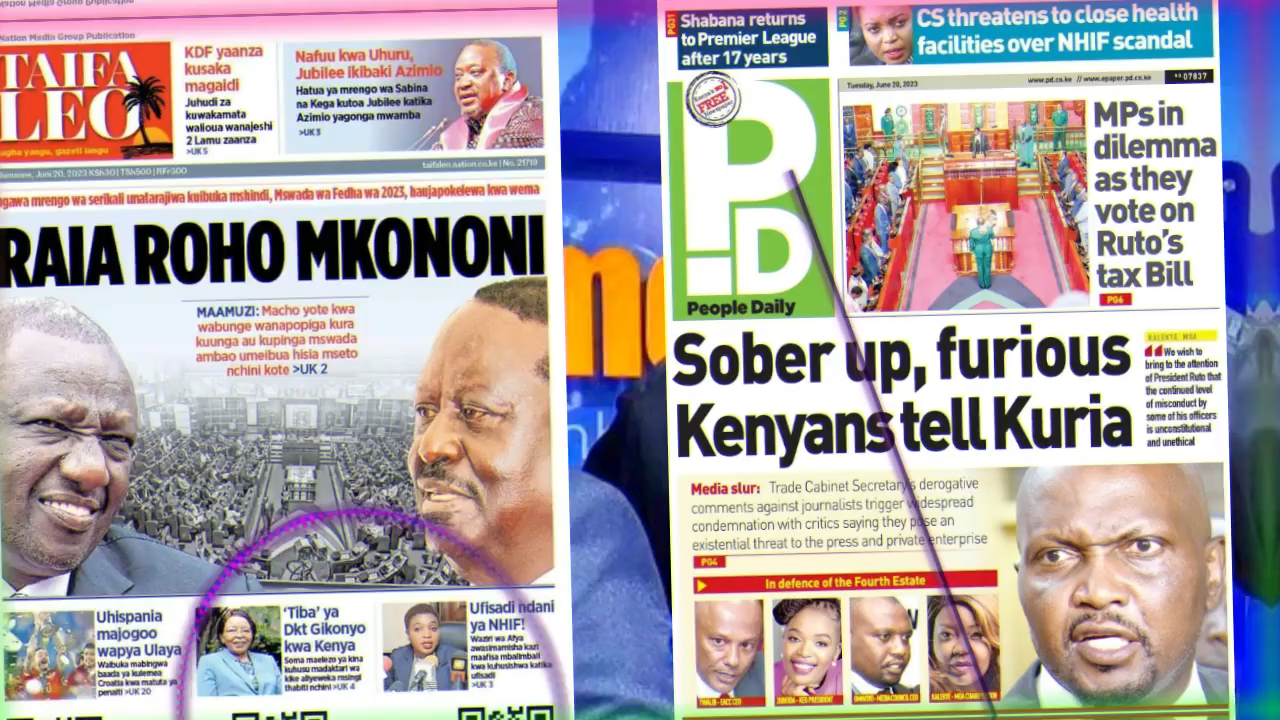 Nation Media Group Publication
TAIFA
LEO
KDF yaanza
kusaka
magaidi
Juhudi za
kuwakamata
walioua wanajeshi
2 Lamu zaanza
>UK 5
Nafuu kwa Uhuru,
Jubilee ikibaki Azimio
Hatua ya mrengo wa Sabina
na Kega kutoa Jubilee katika
Azimio yagonga mwamba
>UK 3
yangu, gazeti langu
Juni 20, 2023 KSh30 | TSh500 | RFr300
taifaleo.nation.co.ke | No. 21719
mrengo wa serikali unatarajiwa kuibuka mshindi, Mswada wa Fedha wa 2023, haujapokelewa kwa wema
RAIA ROHO MKONONI
MAAMUZI: Macho yote kwa
wabunge wanapopiga kura
kuunga au kupinga mswada
ambao umeibua hisia mseto
nchini kote >UK 2
Uhispania
majogoo
wapya Ulaya
Waibuka mabingwa
baada ya kulemea
Croatia kwa matuta ya
penalti >UK 20
'Tiba' ya
Dkt Gikonyo
kwa Kenya
Soma maelezo ya kina
kuhusu madaktari wa
kike aliyeweka msingi
thabiti nchini >UK 4
Ufisadi ndani
ya NHIF!
Waziri wa Afya
awasimamisha kazi
maafisa mbalimbali
kwa kuhusishwa katika
ufisadi
>UK 3
PG31
Shabana returns
to Premier League
after 17 years
PG 2
CS threatens to close health
facilities over NHIF scandal
Tuesday, June 20, 2023
www.pd.co.ke // www.epaper.pd.co.ke
NO 07837
FREE
PD
People Daily
MPs in
dilemma
as they
vote on
Ruto's
tax Bill
PG6
Sober up, furious
Kenyans tell Kuria
We wish to
bring to the attention
of President Ruto that
the continued level
of misconduct by
some of his officers
is unconstitutional
and unethical
Media slur: Trade Cabinet Secretary's derogative
comments against journalists trigger widespread
condemnation with critics saying they pose an
existential threat to the press and private enterprise
PG4
In defence of the Fourth Estate